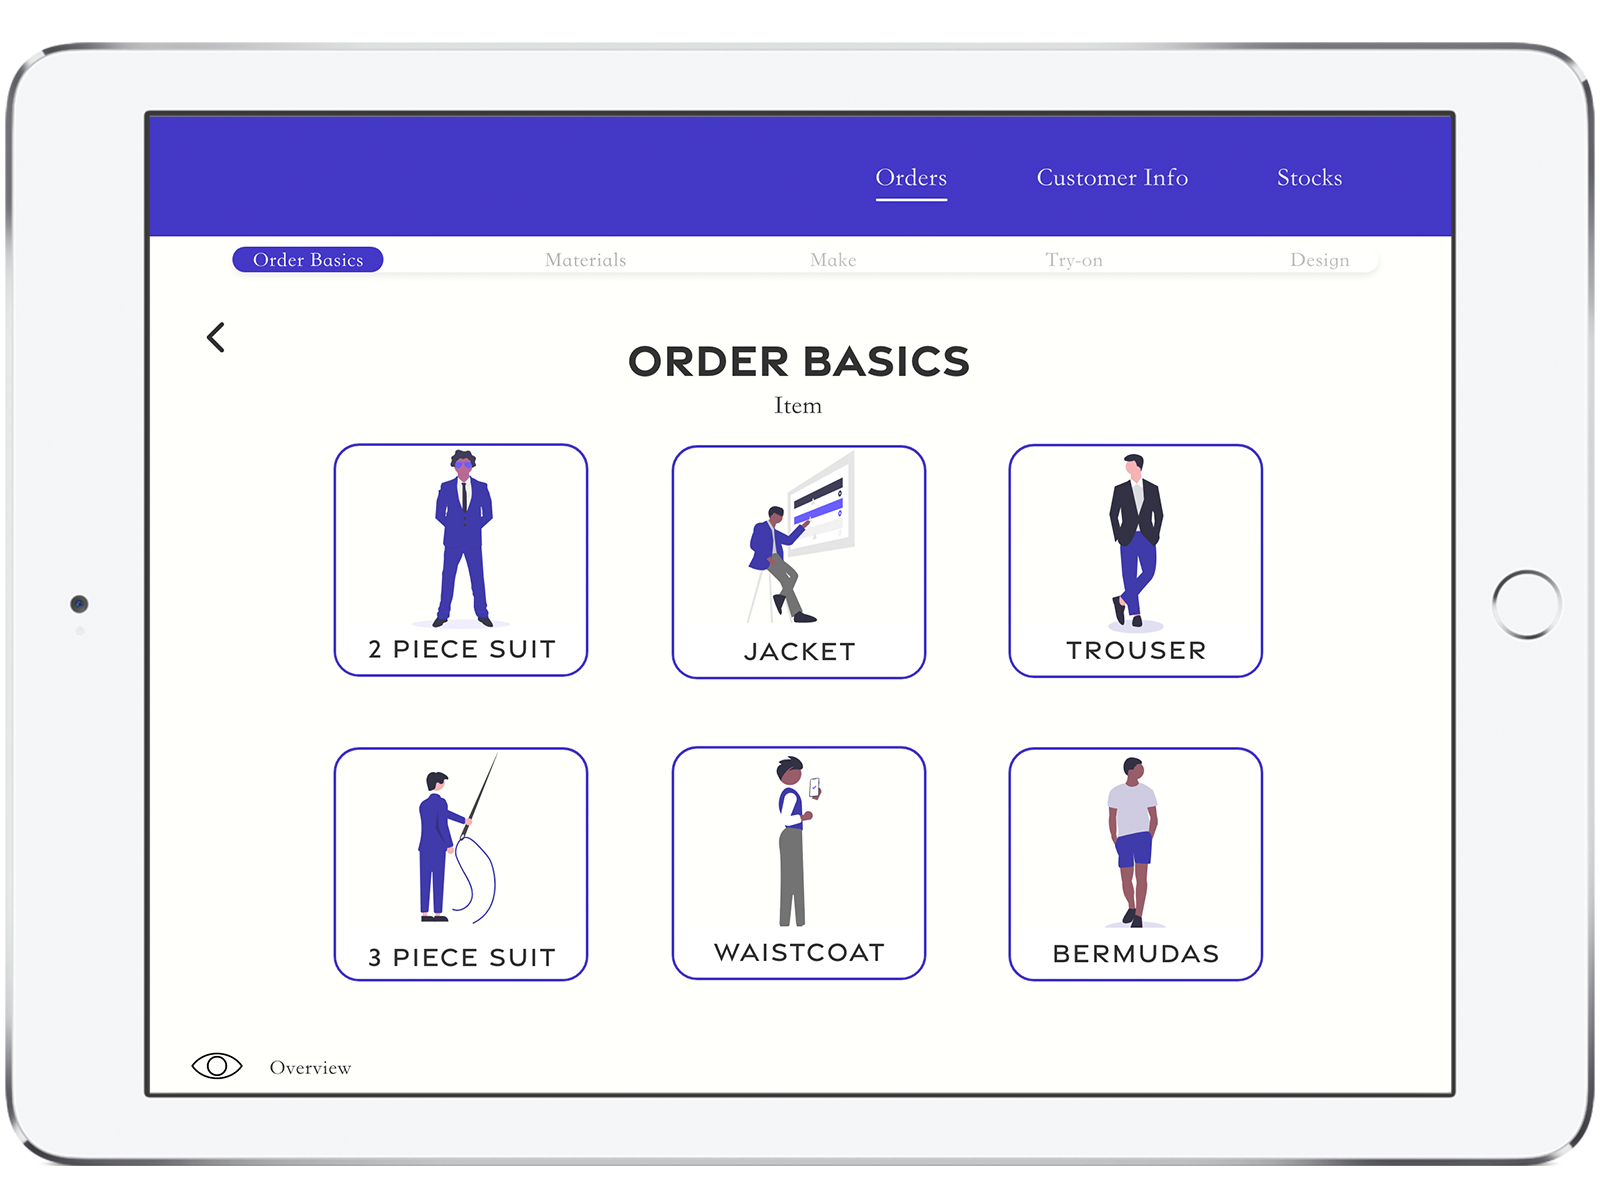 Orders Customer Info Stocks
Order Basics Materials Make Try-on Design
ORDER BASICS
Item
2 PIECE SUIT
JACKET
TROUSER
3 PIECE SUIT
WAISTCOAT
BERMUDAS
Overview